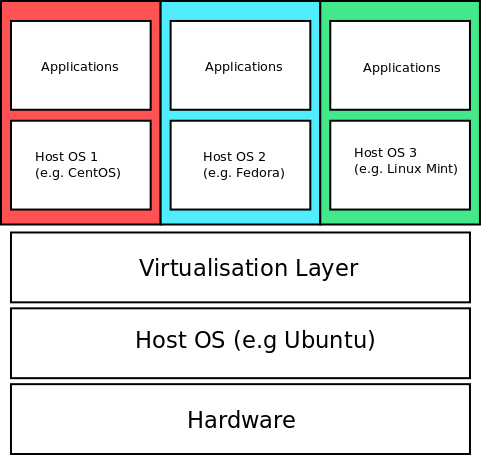 Applications
Applications
Applications
Host OS 1
(e.g. CentOS)
Host OS 2
(e.g. Fedora)
Host OS 3
(e.g. Linux Mint)
Virtualisation Layer
Host OS (e.g Ubuntu)
Hardware